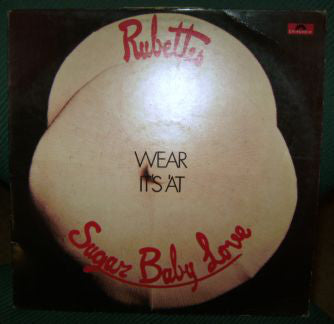 Rubettes
WEAR
IT'S 'AT
Sugar Baby Love